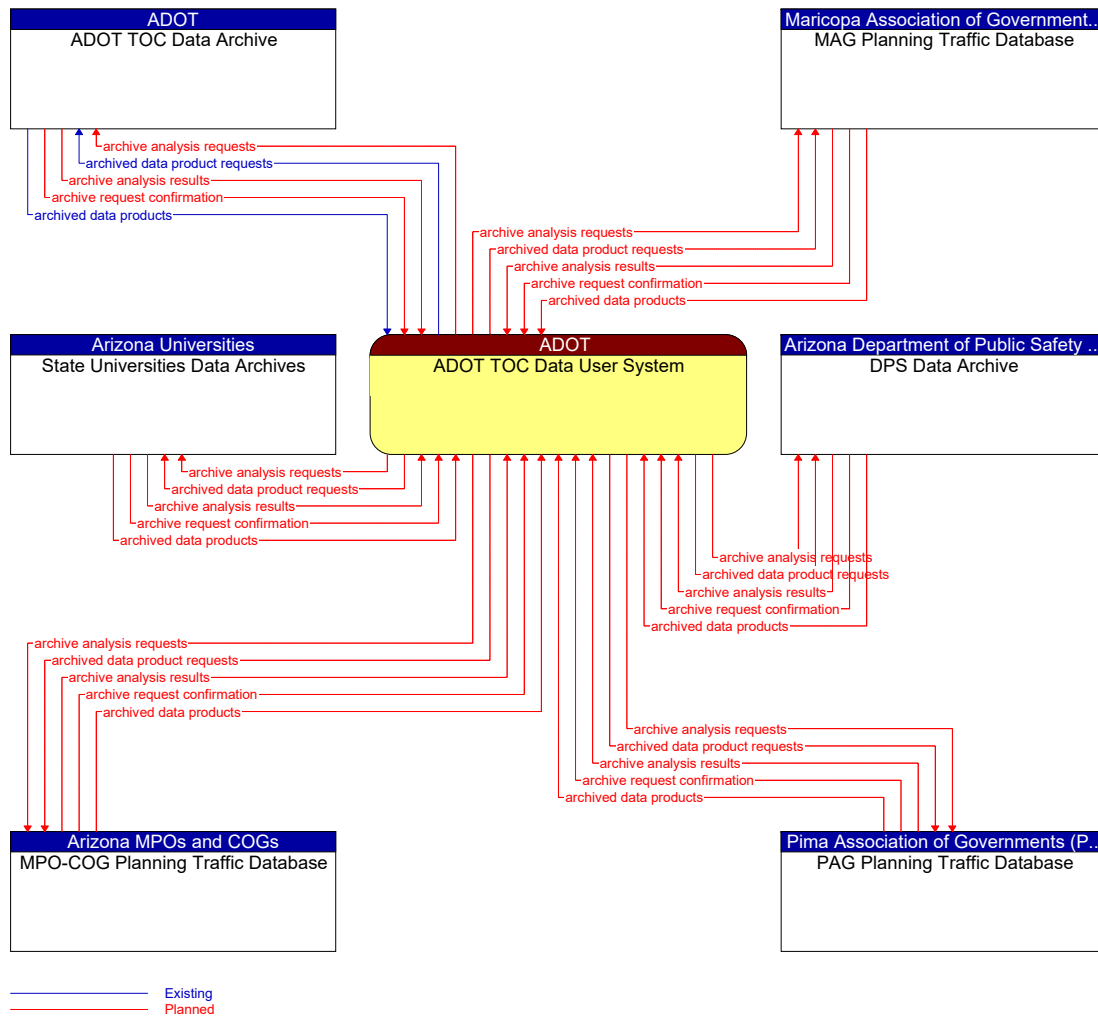 ADOT
ADOT TOC Data Archive
Maricopa Association of Government...
MAG Planning Traffic Database
archive analysis requests
archived data product requests
archive analysis results
archive request confirmation
archived data products
archive analysis requests
archived data product requests
archive analysis results
archive request confirmation
archived data products
Arizona Universities
State Universities Data Archives
ADOT
ADOT TOC Data User System
Arizona Department of Public Safety ...
DPS Data Archive
archive analysis requests
archived data product requests
archive analysis results
archive request confirmation
archived data products
archive analysis requests
archived data product requests
archive analysis results
archive request confirmation
archived data products
archive analysis requests
archived data product requests
archive analysis results
archive request confirmation
archived data products
archive analysis requests
archived data product requests
archive analysis results
archive request confirmation
archived data products
Arizona MPOs and COGs
MPO-COG Planning Traffic Database
Pima Association of Governments (P...
PAG Planning Traffic Database
Existing
Planned